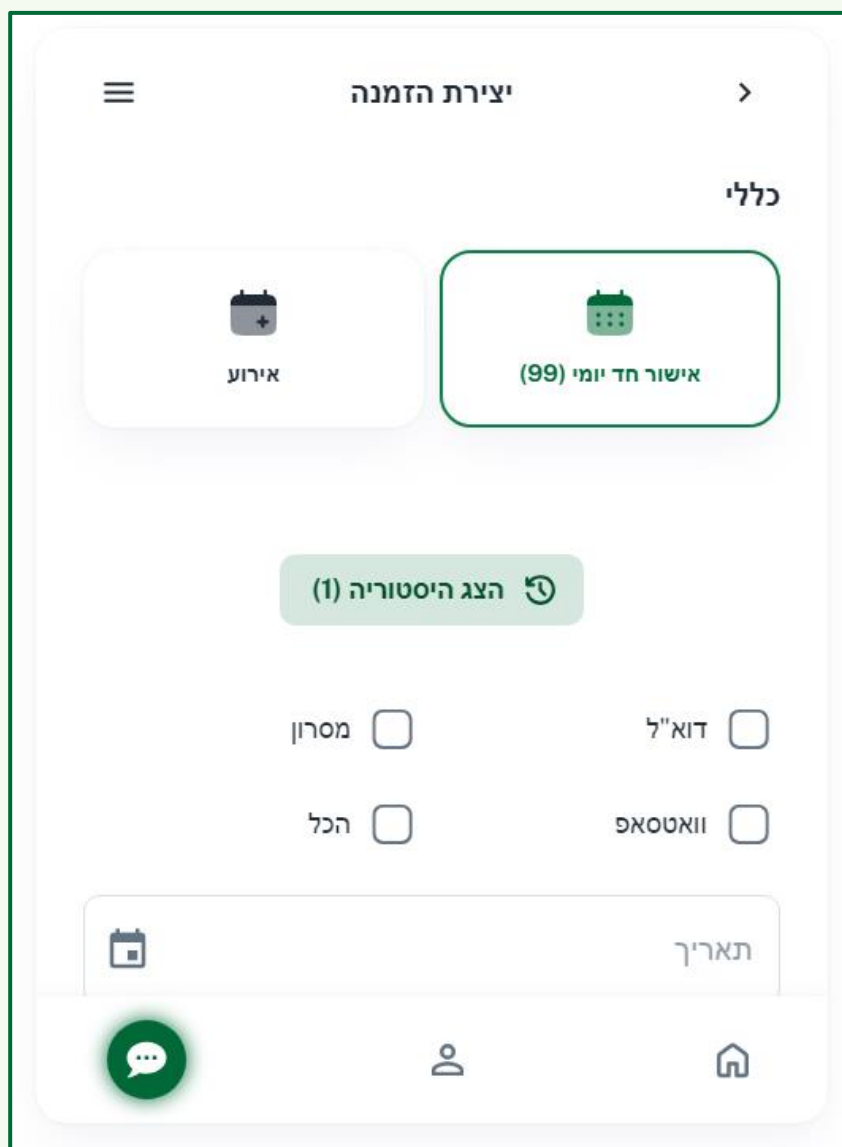 יצירת הזמנה
כללי
אישור חד יומי (99)
אירוע
הצג היסטוריה (1)
דוא"ל
מסרון
וואטסאפ
הכל
תאריך